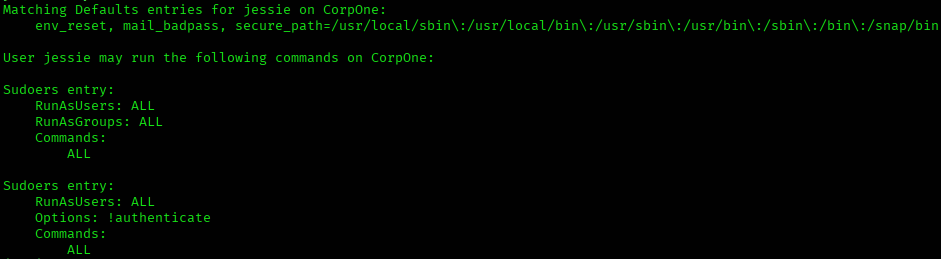 Matching Defaults entries for jessie on CorpOne:
    env_reset, mail_badpass, secure_path=/usr/local/sbin\:/usr/local/bin\:/usr/sbin\:/usr/bin\:/sbin\:/bin\:/snap/bin

User jessie may run the following commands on CorpOne:

Sudoers entry:
    RunAsUsers: ALL
    RunAsGroups: ALL
    Commands:
        ALL

Sudoers entry:
    RunAsUsers: ALL
    Options: !authenticate
    Commands:
        ALL